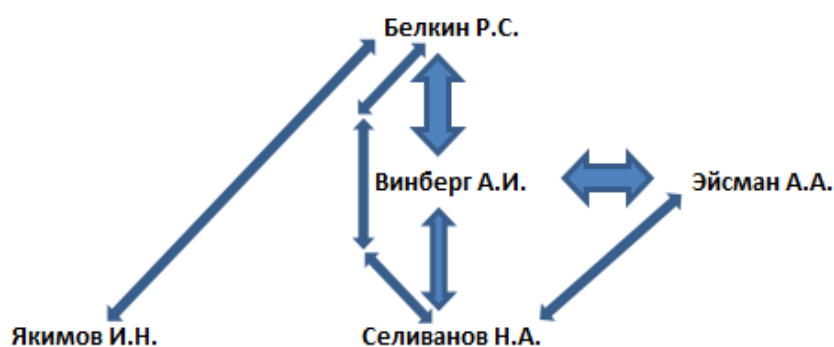 Белкин Р.С.
Винберг А.И.
Эйсман А.А.
Якимов И.Н.
Селиванов Н.А.